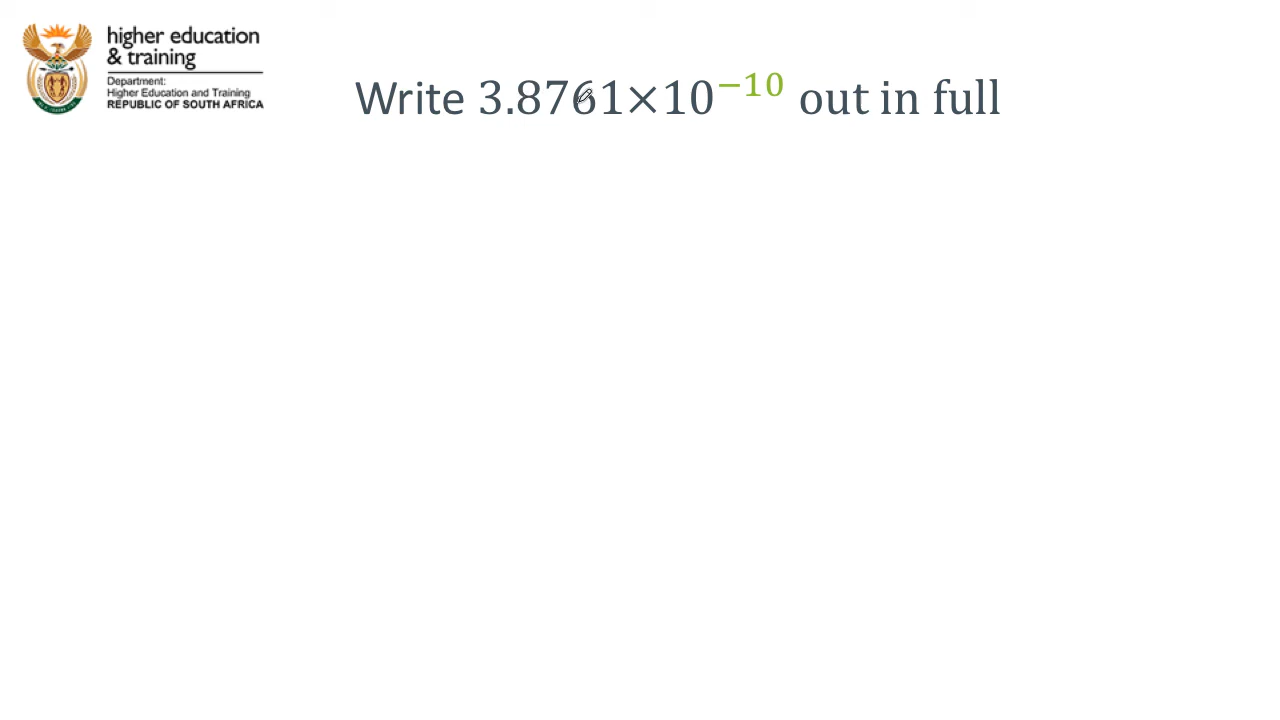 higher education
& training
Department:
Higher Education and Training
REPUBLIC OF SOUTH AFRICA
Write 3.8761×10⁻¹⁰ out in full